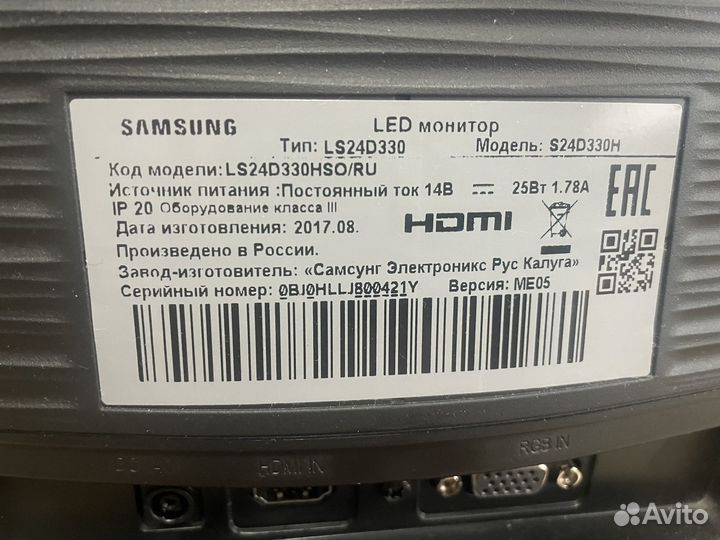 SAMSUNG LED монитор
Тип: LS24D330 Модель: S24D330H
Код модели: LS24D330HSO/RU
Источник питания :Постоянный ток 14В 25Вт 1.78А
IP 20 Оборудование класса III
Дата изготовления: 2017.08. HDMI EAC
Произведено в России.
Завод-изготовитель: «Самсунг Электроникс Рус Калуга»
Серийный номер: 0BJ0HLLJ800421Y Версия: ME05
HDMI IN RGB IN
Avito